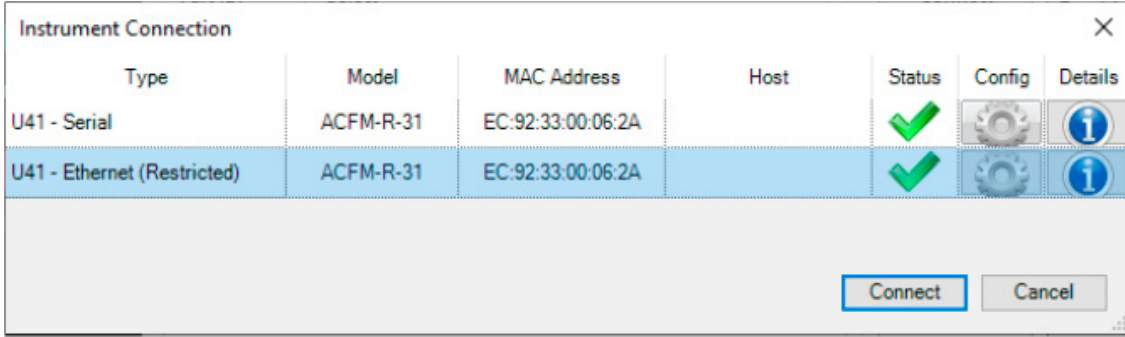 Instrument Connection
Type Model MAC Address Host Status Config Details
U41 - Serial ACFM-R-31 EC:92:33:00:06:2A
U41 - Ethernet (Restricted) ACFM-R-31 EC:92:33:00:06:2A
Connect Cancel